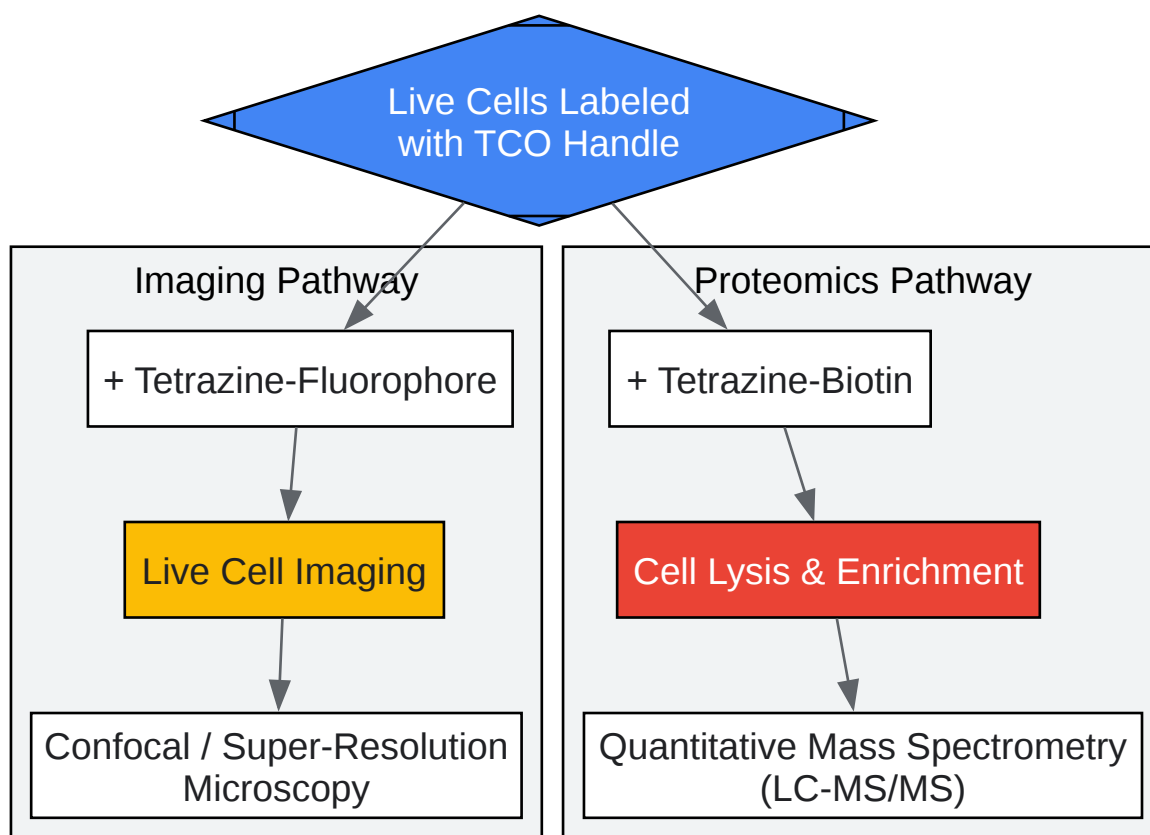 Live Cells Labeled
with TCO Handle
Imaging Pathway
+ Tetrazine-Fluorophore
Live Cell Imaging
Confocal / Super-Resolution
Microscopy
Proteomics Pathway
+ Tetrazine-Biotin
Cell Lysis & Enrichment
Quantitative Mass Spectrometry
(LC-MS/MS)